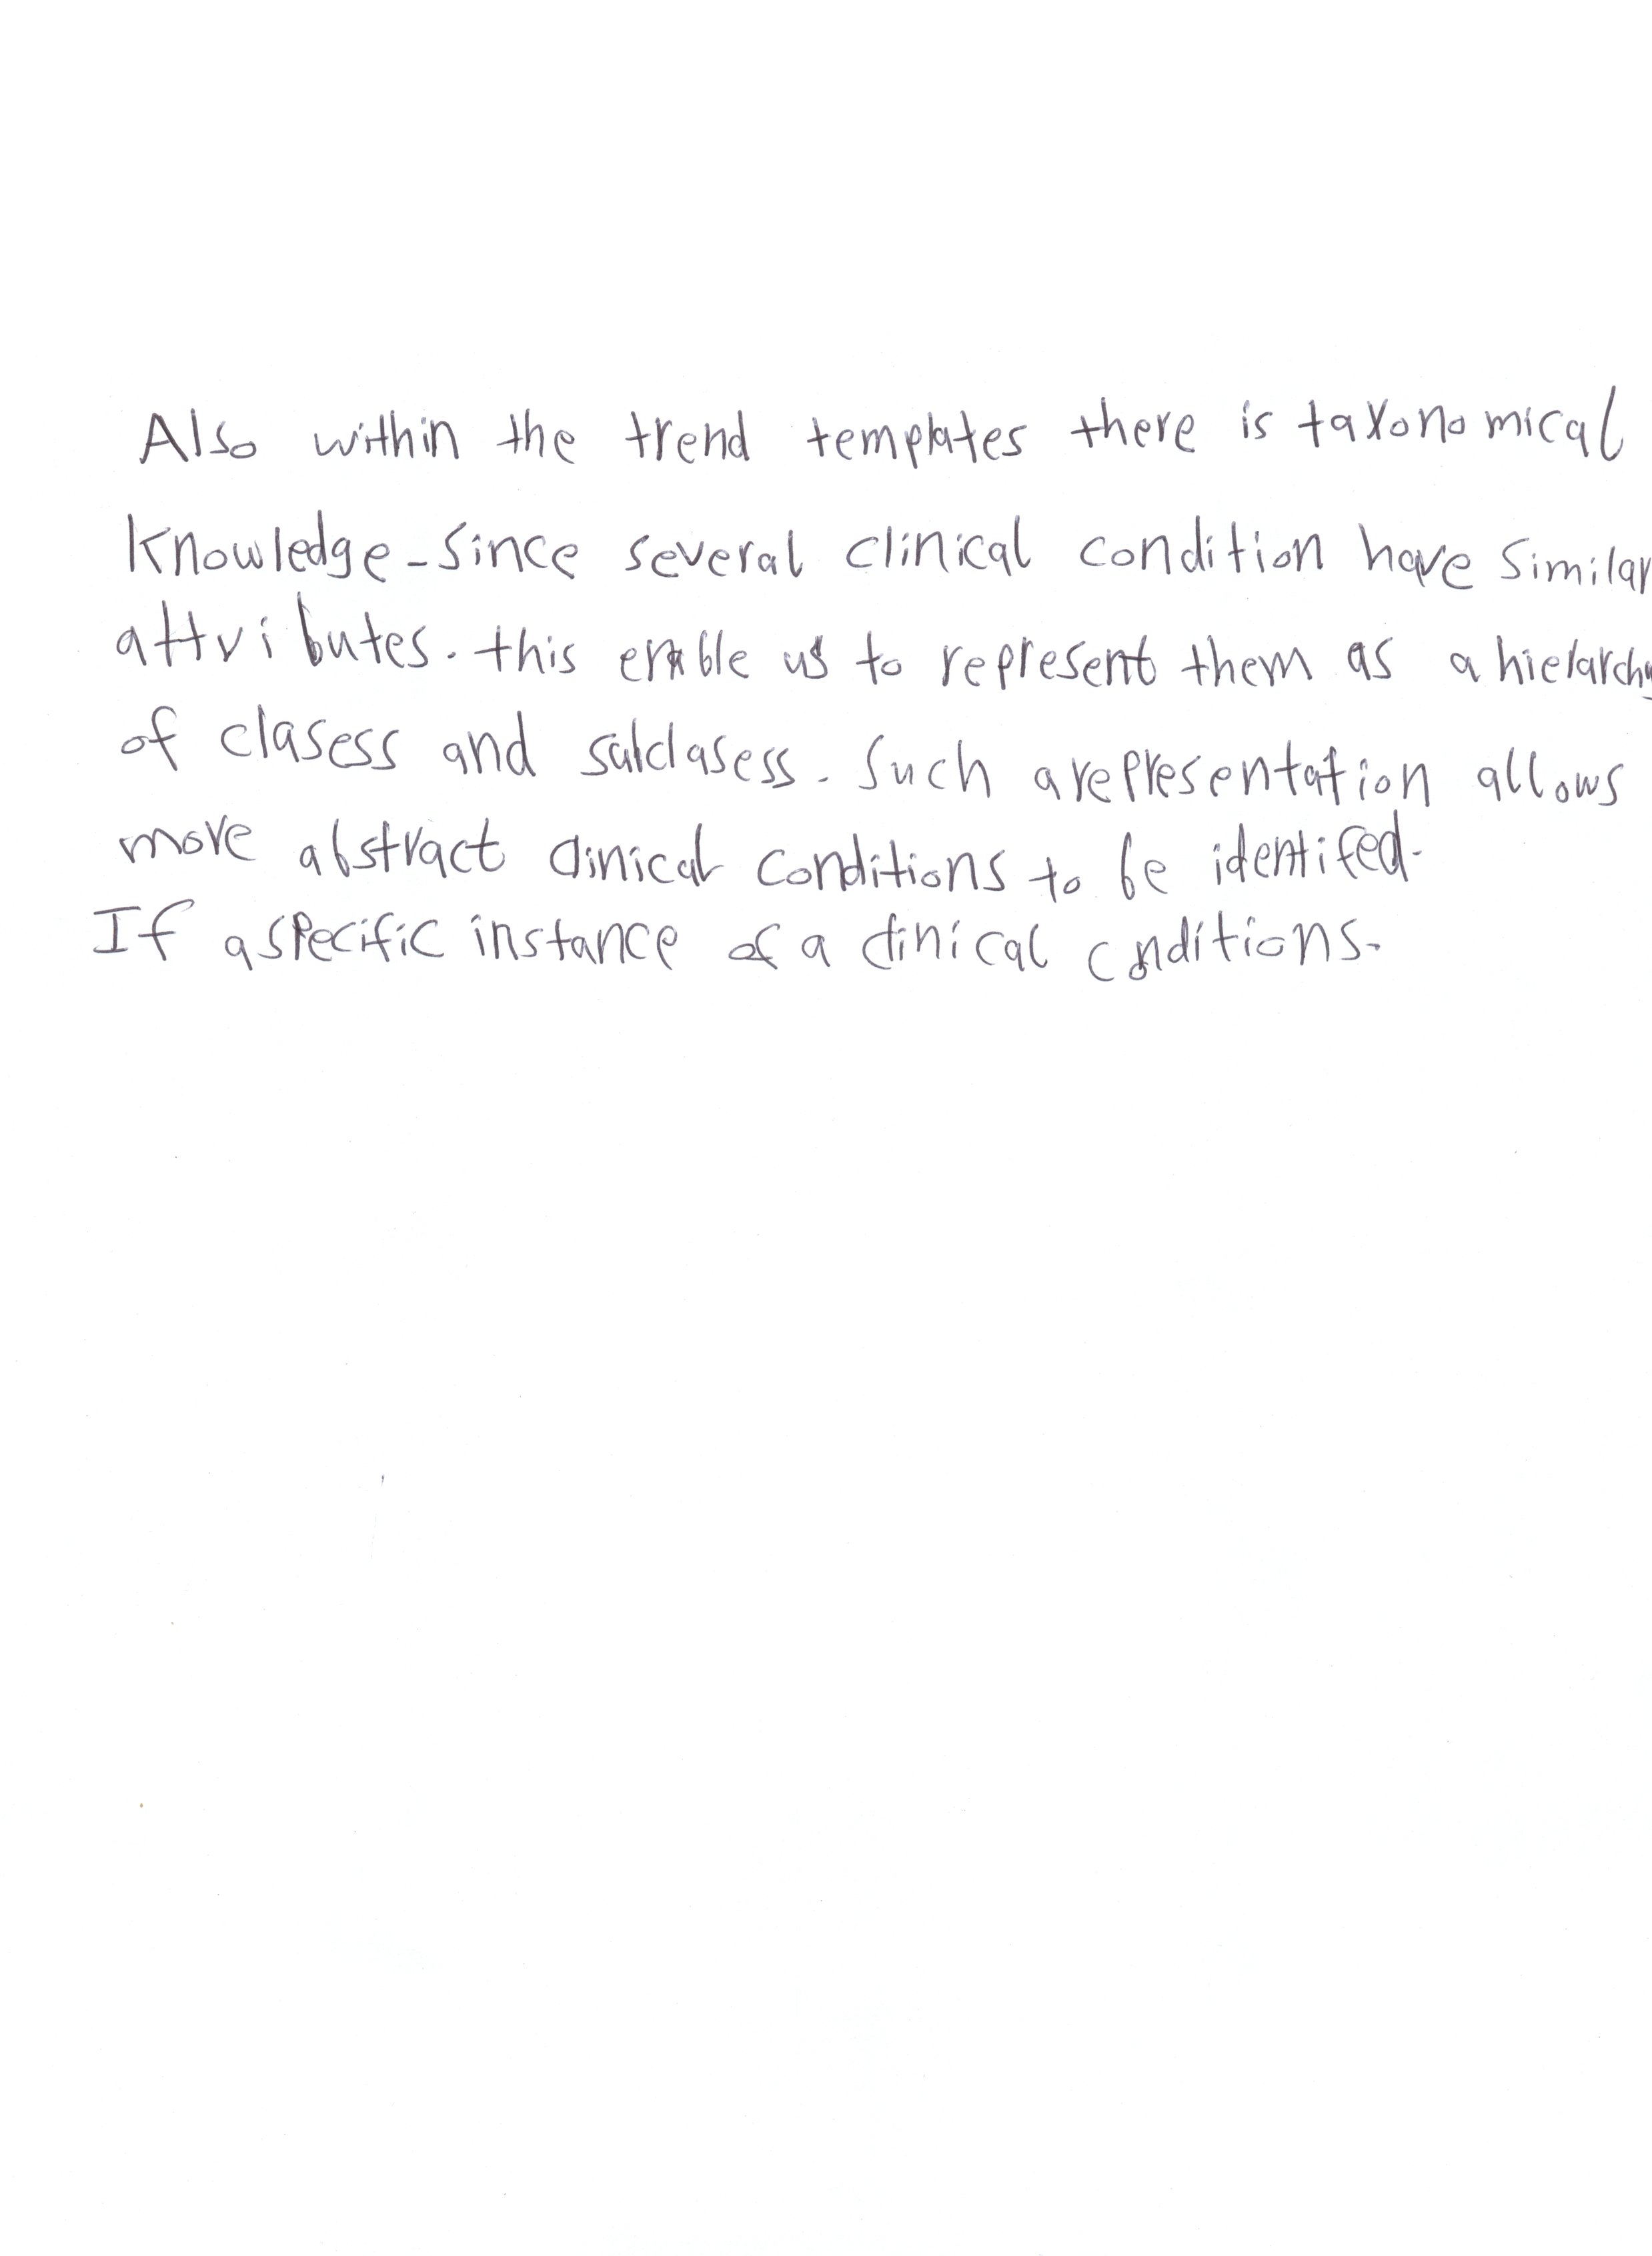 Also within the trend templates there is taxonomical
Knowledge-Since several clinical condition have Similar
attributes. this enable us to represent them as a hierarchy
of clasess and subclasess. Such a representation allows
more abstract clinical conditions to be identifed.
If a specific instance of a clinical conditions.